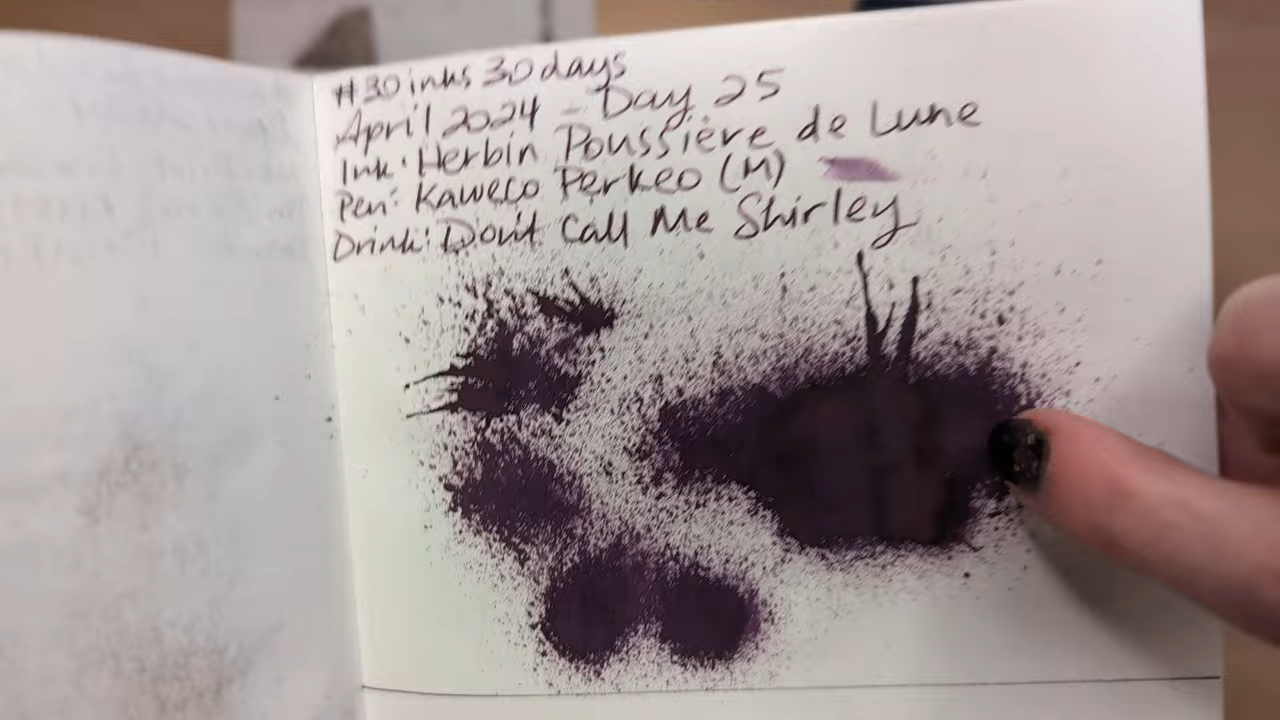 #30inks30days
April 2024 - Day 25
Ink: Herbin Poussière de Lune
Pen: Kaweco Perkeo (M)
Drink: Don't Call Me Shirley